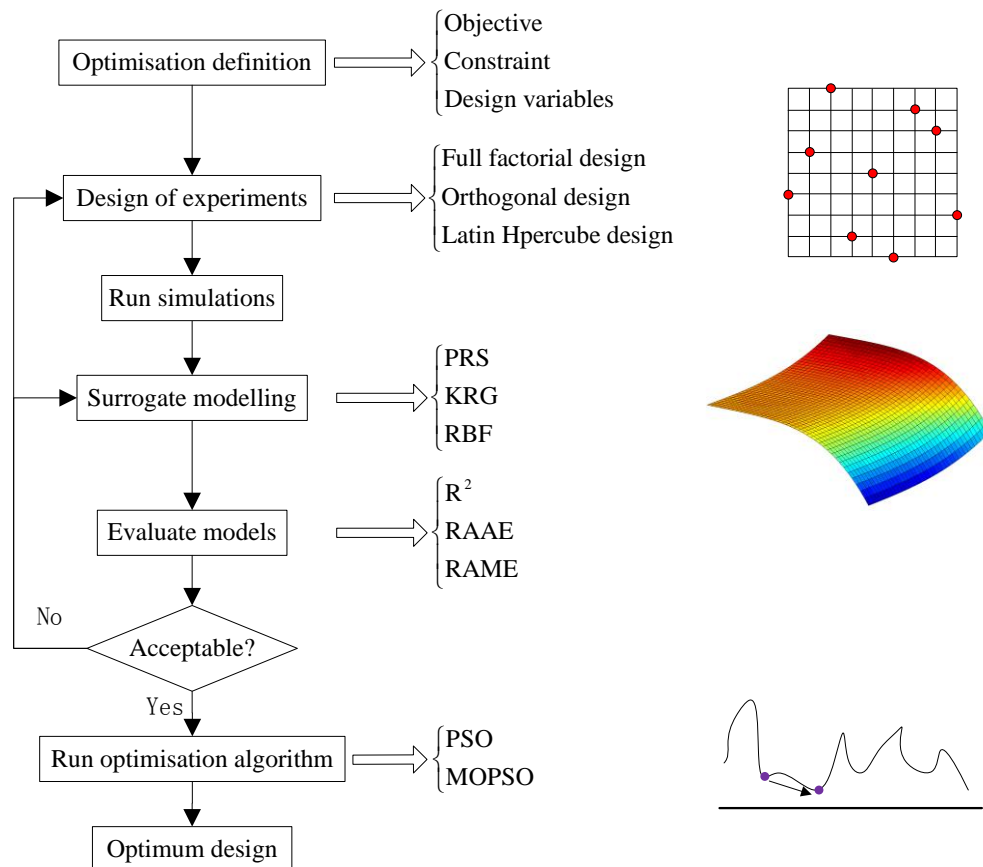 Optimisation definition
Objective
Constraint
Design variables
Design of experiments
Full factorial design
Orthogonal design
Latin Hpercube design
Run simulations
Surrogate modelling
PRS
KRG
RBF
Evaluate models
R²
RAAE
RAME
No
Acceptable?
Yes
Run optimisation algorithm
PSO
MOPSO
Optimum design